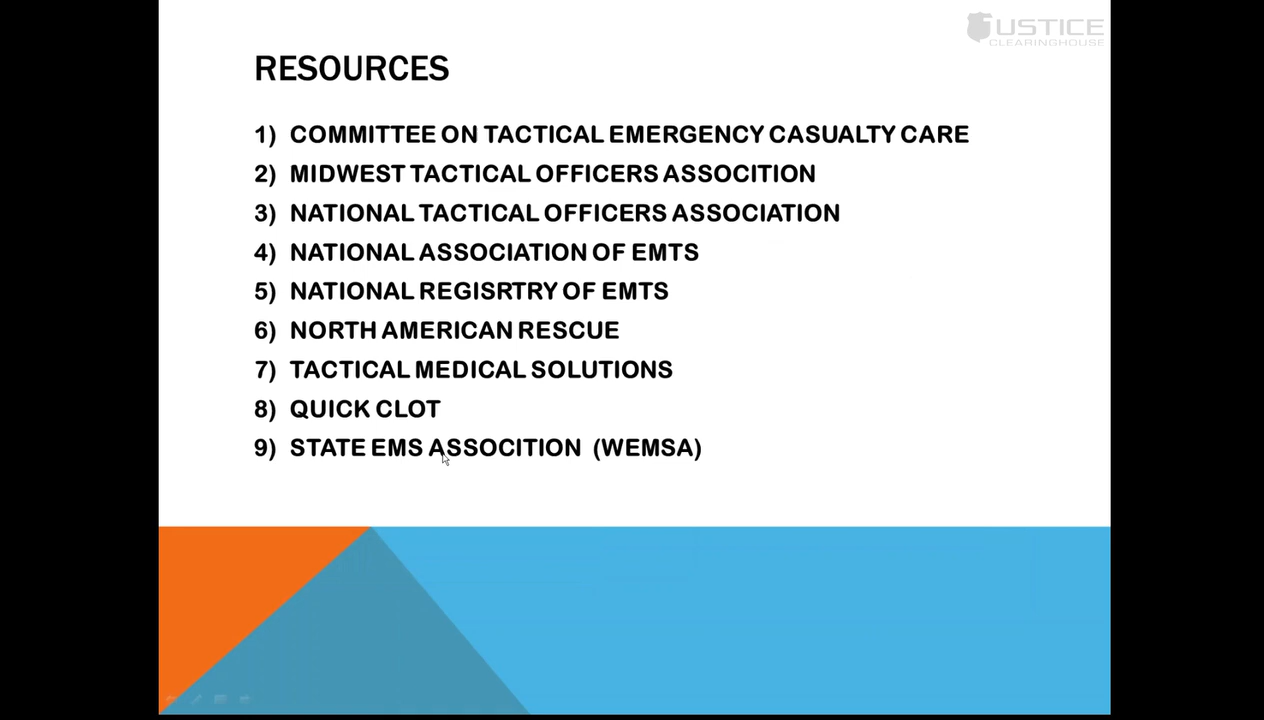 JUSTICE
CLEARINGHOUSE
RESOURCES
1) COMMITTEE ON TACTICAL EMERGENCY CASUALTY CARE
2) MIDWEST TACTICAL OFFICERS ASSOCITION
3) NATIONAL TACTICAL OFFICERS ASSOCIATION
4) NATIONAL ASSOCIATION OF EMTS
5) NATIONAL REGISRTRY OF EMTS
6) NORTH AMERICAN RESCUE
7) TACTICAL MEDICAL SOLUTIONS
8) QUICK CLOT
9) STATE EMS ASSOCITION (WEMSA)